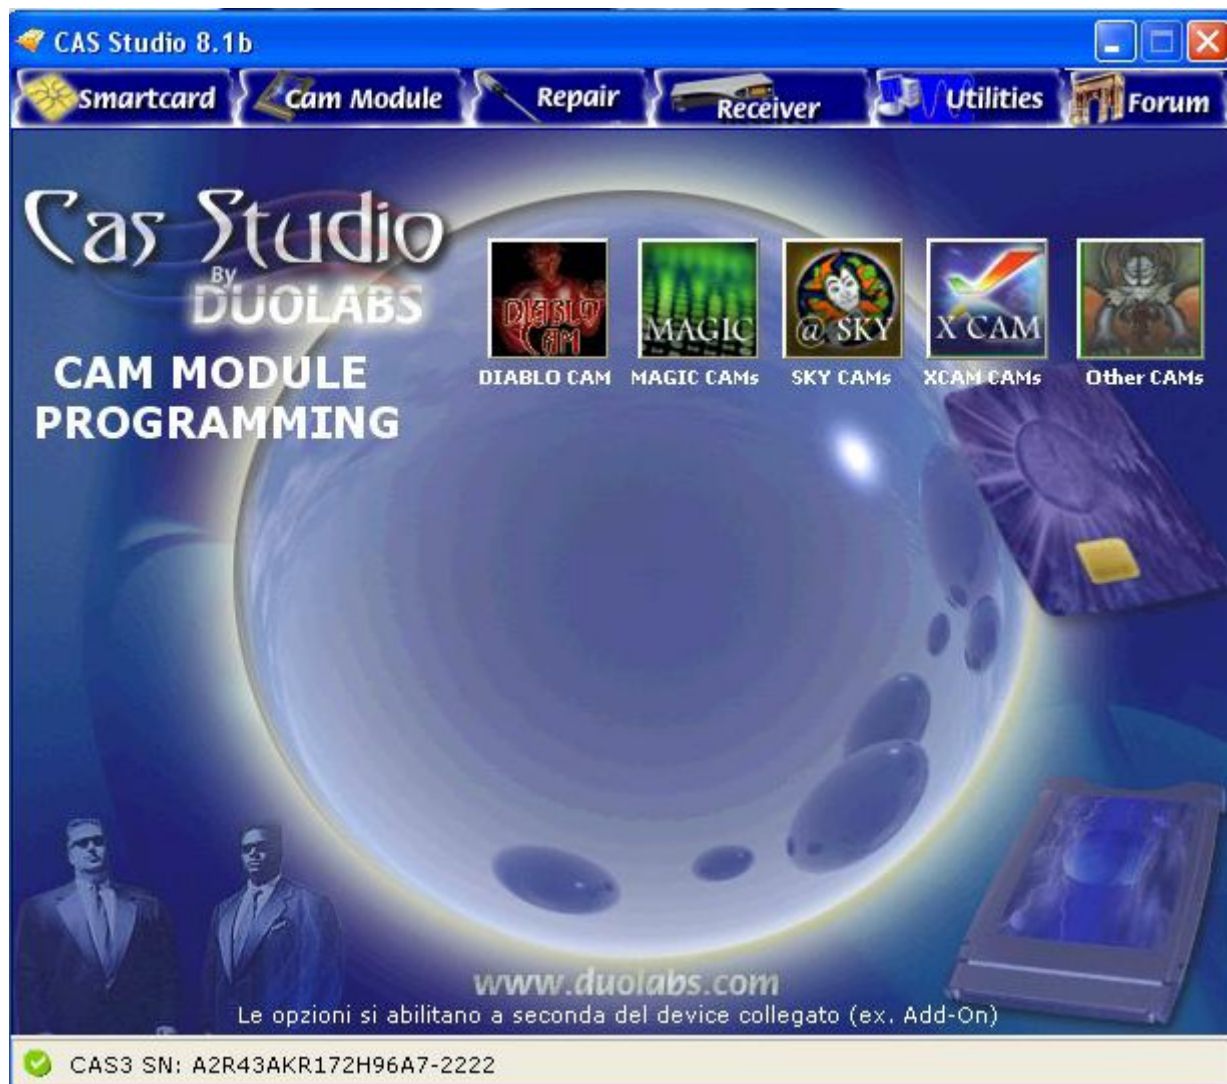 CAS Studio 8.1b
Smartcard Cam Module Repair Receiver Utilities Forum
Cas Studio
By
DUOLABS
CAM MODULE
PROGRAMMING
DIABLO CAM
MAGIC
@ SKY
X CAM
DIABLO CAM MAGIC CAMs SKY CAMs XCAM CAMs Other CAMs
www.duolabs.com
Le opzioni si abilitano a seconda del device collegato (ex. Add-On)
CAS3 SN: A2R43AKR172H96A7-2222